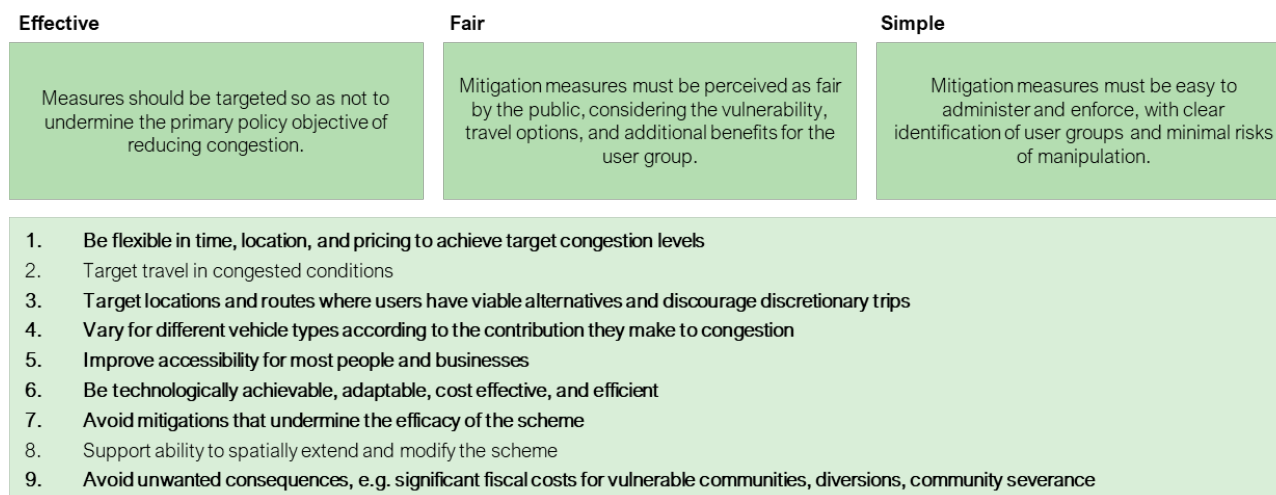 Effective
Measures should be targeted so as not to
undermine the primary policy objective of
reducing congestion.
Fair
Mitigation measures must be perceived as fair
by the public, considering the vulnerability,
travel options, and additional benefits for the
user group.
Simple
Mitigation measures must be easy to
administer and enforce, with clear
identification of user groups and minimal risks
of manipulation.
1. Be flexible in time, location, and pricing to achieve target congestion levels
2. Target travel in congested conditions
3. Target locations and routes where users have viable alternatives and discourage discretionary trips
4. Vary for different vehicle types according to the contribution they make to congestion
5. Improve accessibility for most people and businesses
6. Be technologically achievable, adaptable, cost effective, and efficient
7. Avoid mitigations that undermine the efficacy of the scheme
8. Support ability to spatially extend and modify the scheme
9. Avoid unwanted consequences, e.g. significant fiscal costs for vulnerable communities, diversions, community severance